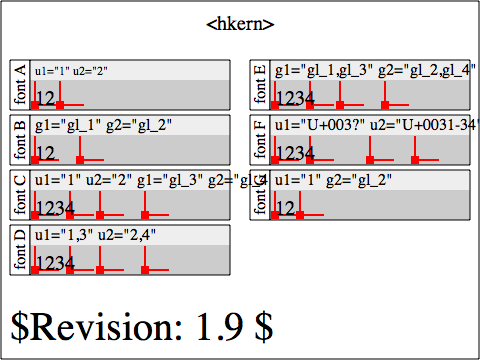 <hkern>
font A
u1="1" u2="2"
12
font B
g1="gl_1" g2="gl_2"
12
font C
u1="1" u2="2" g1="gl_3" g2="gl_4
1234
font D
u1="1,3" u2="2,4"
1234
font E
g1="gl_1,gl_3" g2="gl_2,gl_4"
1234
font F
u1="U+003?" u2="U+0031-34"
1234
u1="1" g2="gl_2"
12
$Revision: 1.9 $